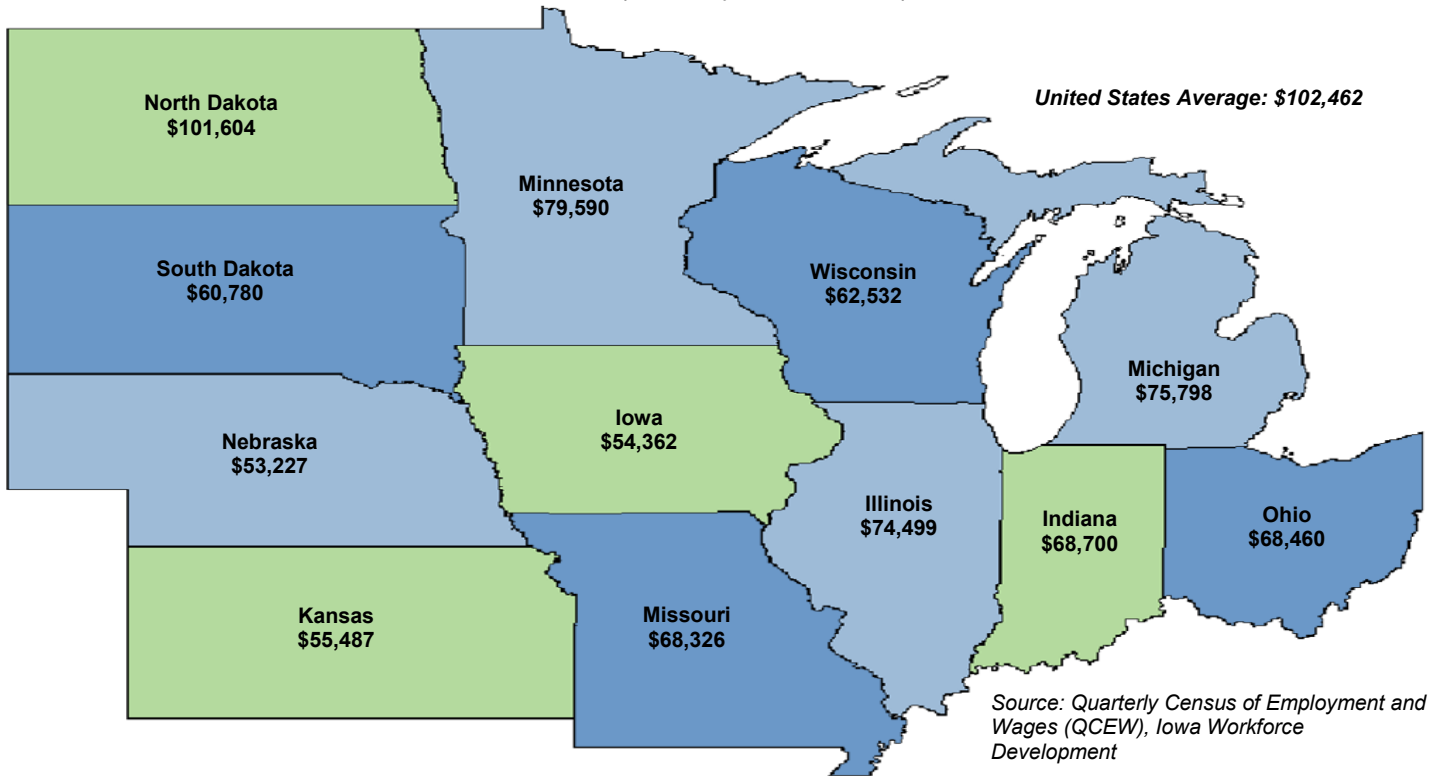 United States Average: $102,462
North Dakota
$101,604
Minnesota
$79,590
South Dakota
$60,780
Wisconsin
$62,532
Michigan
$75,798
Nebraska
$53,227
Iowa
$54,362
Illinois
$74,499
Indiana
$68,700
Ohio
$68,460
Kansas
$55,487
Missouri
$68,326
Source: Quarterly Census of Employment and
Wages (QCEW), Iowa Workforce
Development